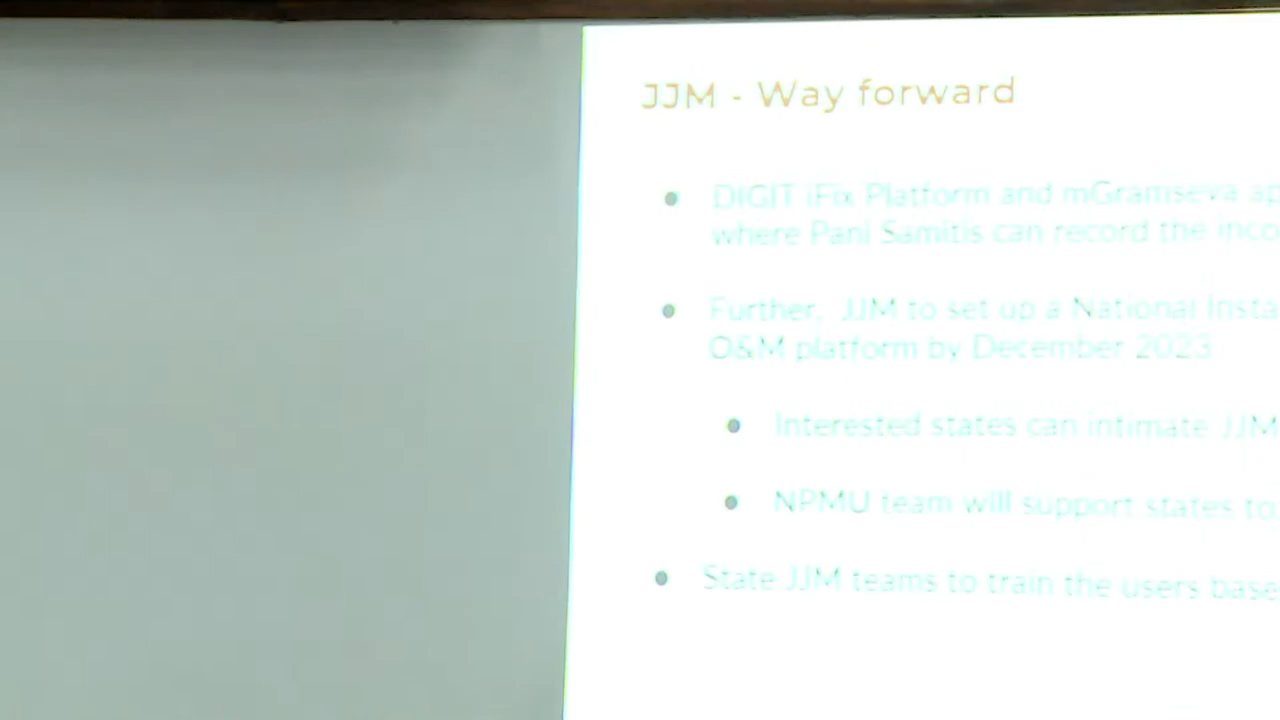 JJM - Way forward
DIGIT iFix Platform and mGramseva ap
where Pani Samitis can record the inco
Further, JJM to set up a National Insta
O&M platform by December 2023
Interested states can intimate JJM
NPMU team will support states to
State JJM teams to train the users base